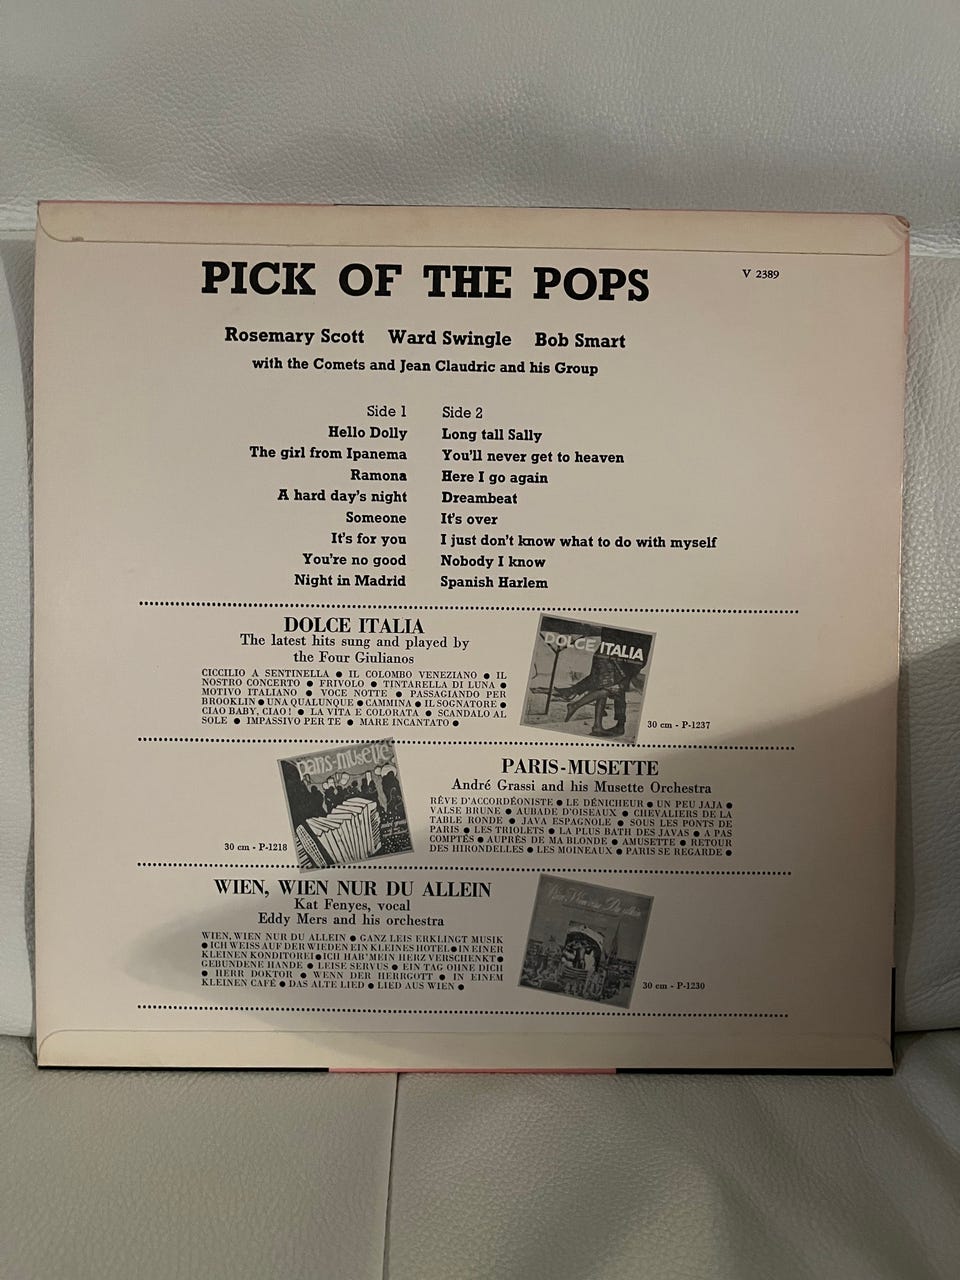 PICK OF THE POPS
V 2389
Rosemary Scott Ward Swingle Bob Smart
with the Comets and Jean Claudric and his Group
Side 1
Hello Dolly
The girl from Ipanema
Ramona
A hard day's night
Someone
It's for you
You're no good
Night in Madrid
Side 2
Long tall Sally
You'll never get to heaven
Here I go again
Dreambeat
It's over
I just don't know what to do with myself
Nobody I know
Spanish Harlem
DOLCE ITALIA
The latest hits sung and played by
the Four Giulianos
CICCILIO A SENTINELLA ● IL COLOMBO VENEZIANO ● IL
NOSTRO CONCERTO ● FRIVOLO ● TINTARELLA DI LUNA ●
MOTIVO ITALIANO ● VOCE NOTTE ● PASSAGIANDO PER
BROOKLIN ● UNA QUALUNQUE ● CAMMINA ● IL SOGNATORE ●
CIAO BABY, CIAO! ● LA VITA E COLORATA ● SCANDALO AL
SOLE ● IMPASSIVO PER TE ● MARE INCANTATO ●
DOLCE ITALIA
30 cm - P-1237
paris-musette
30 cm - P-1218
PARIS-MUSETTE
André Grassi and his Musette Orchestra
RÊVE D'ACCORDÉONISTE ● LE DÉNICHEUR ● UN PEU JAJA ●
VALSE BRUNE ● AUBADE D'OISEAUX ● CHEVALIERS DE LA
TABLE RONDE ● JAVA ESPAGNOLE ● SOUS LES PONTS DE
PARIS ● LES TRIOLETS ● LA PLUS BATH DES JAVAS ● A PAS
COMPTÉS ● AUPRÈS DE MA BLONDE ● AMUSETTE ● RETOUR
DES HIRONDELLES ● LES MOINEAUX ● PARIS SE REGARDE ●
WIEN, WIEN NUR DU ALLEIN
Kat Fenyes, vocal
Eddy Mers and his orchestra
WIEN, WIEN NUR DU ALLEIN ● GANZ LEIS ERKLINGT MUSIK
● ICH WEISS AUF DER WIEDEN EIN KLEINES HOTEL ● IN EINER
KLEINEN KONDITOREI ● ICH HAB'MEIN HERZ VERSCHENKT ●
GEBUNDENE HANDE ● LEISE SERVUS ● EIN TAG OHNE DICH
● HERR DOKTOR ● WENN DER HERRGOTT ● IN EINEM
KLEINEN CAFÉ ● DAS ALTE LIED ● LIED AUS WIEN ●
30 cm - P-1230